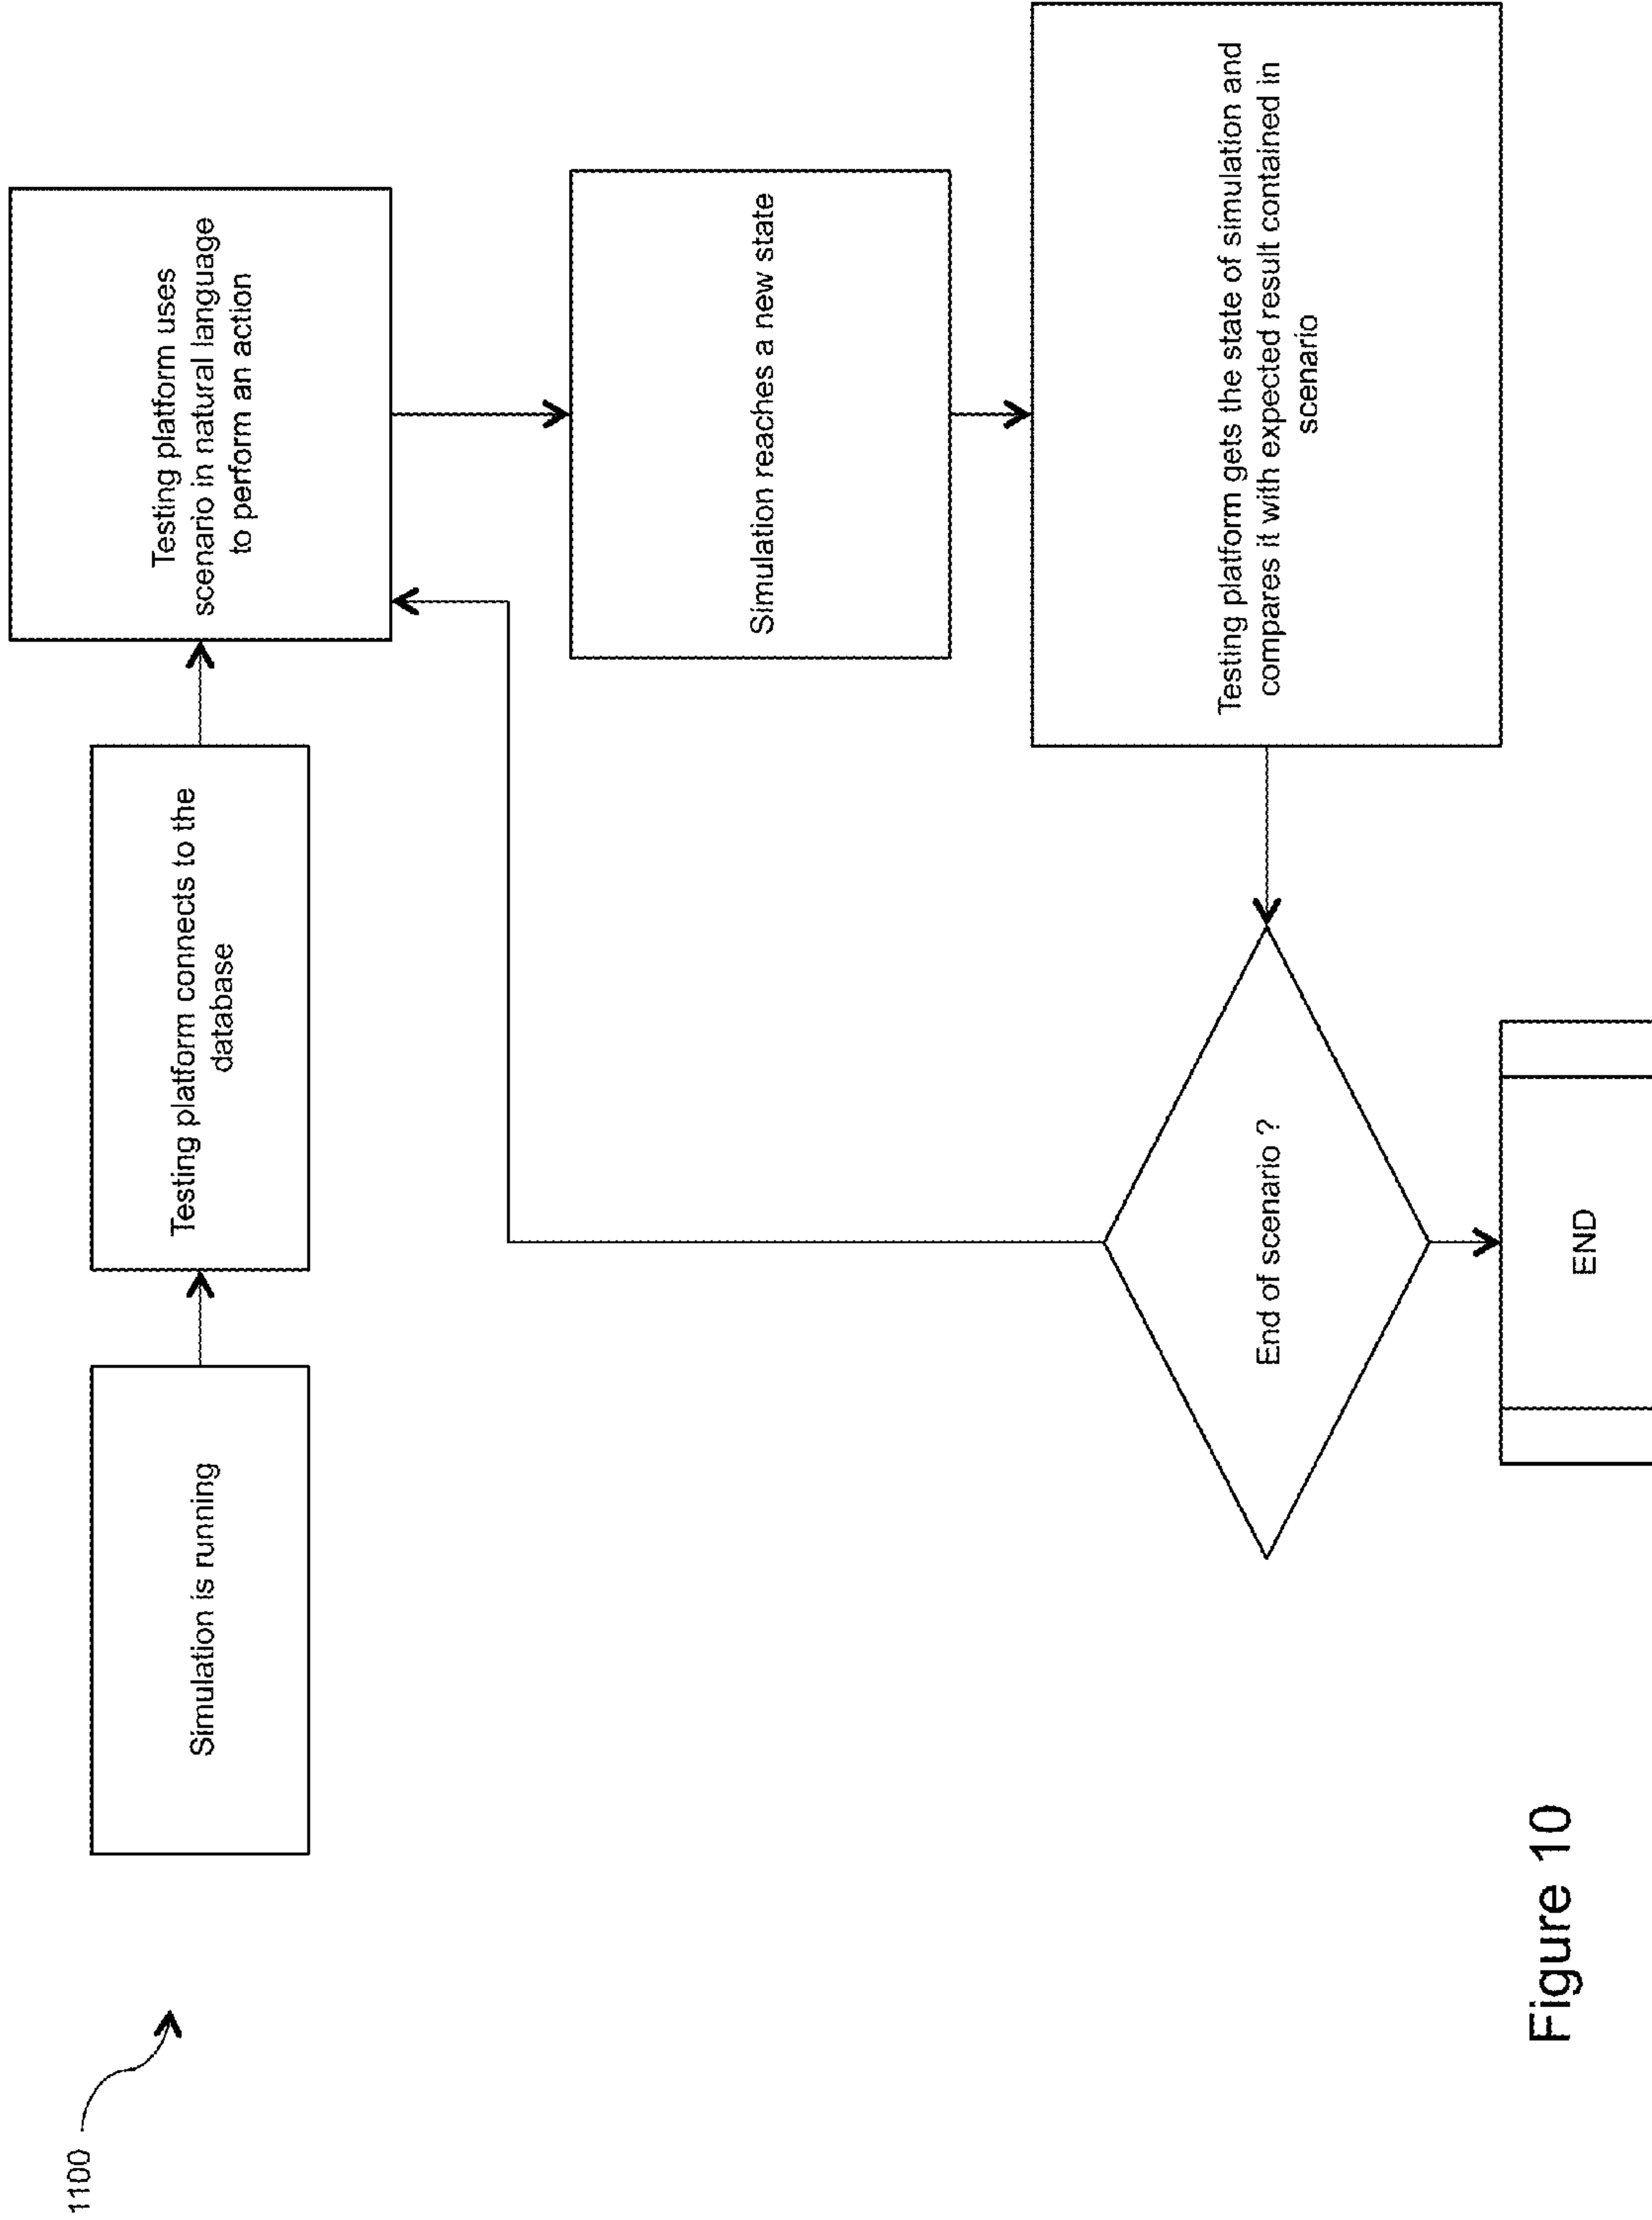 1100
Simulation is running
Testing platform connects to the
database
Testing platform uses
scenario in natural language
to perform an action
Simulation reaches a new state
Testing platform gets the state of simulation and
compares it with expected result contained in
scenario
End of scenario ?
END
Figure 10